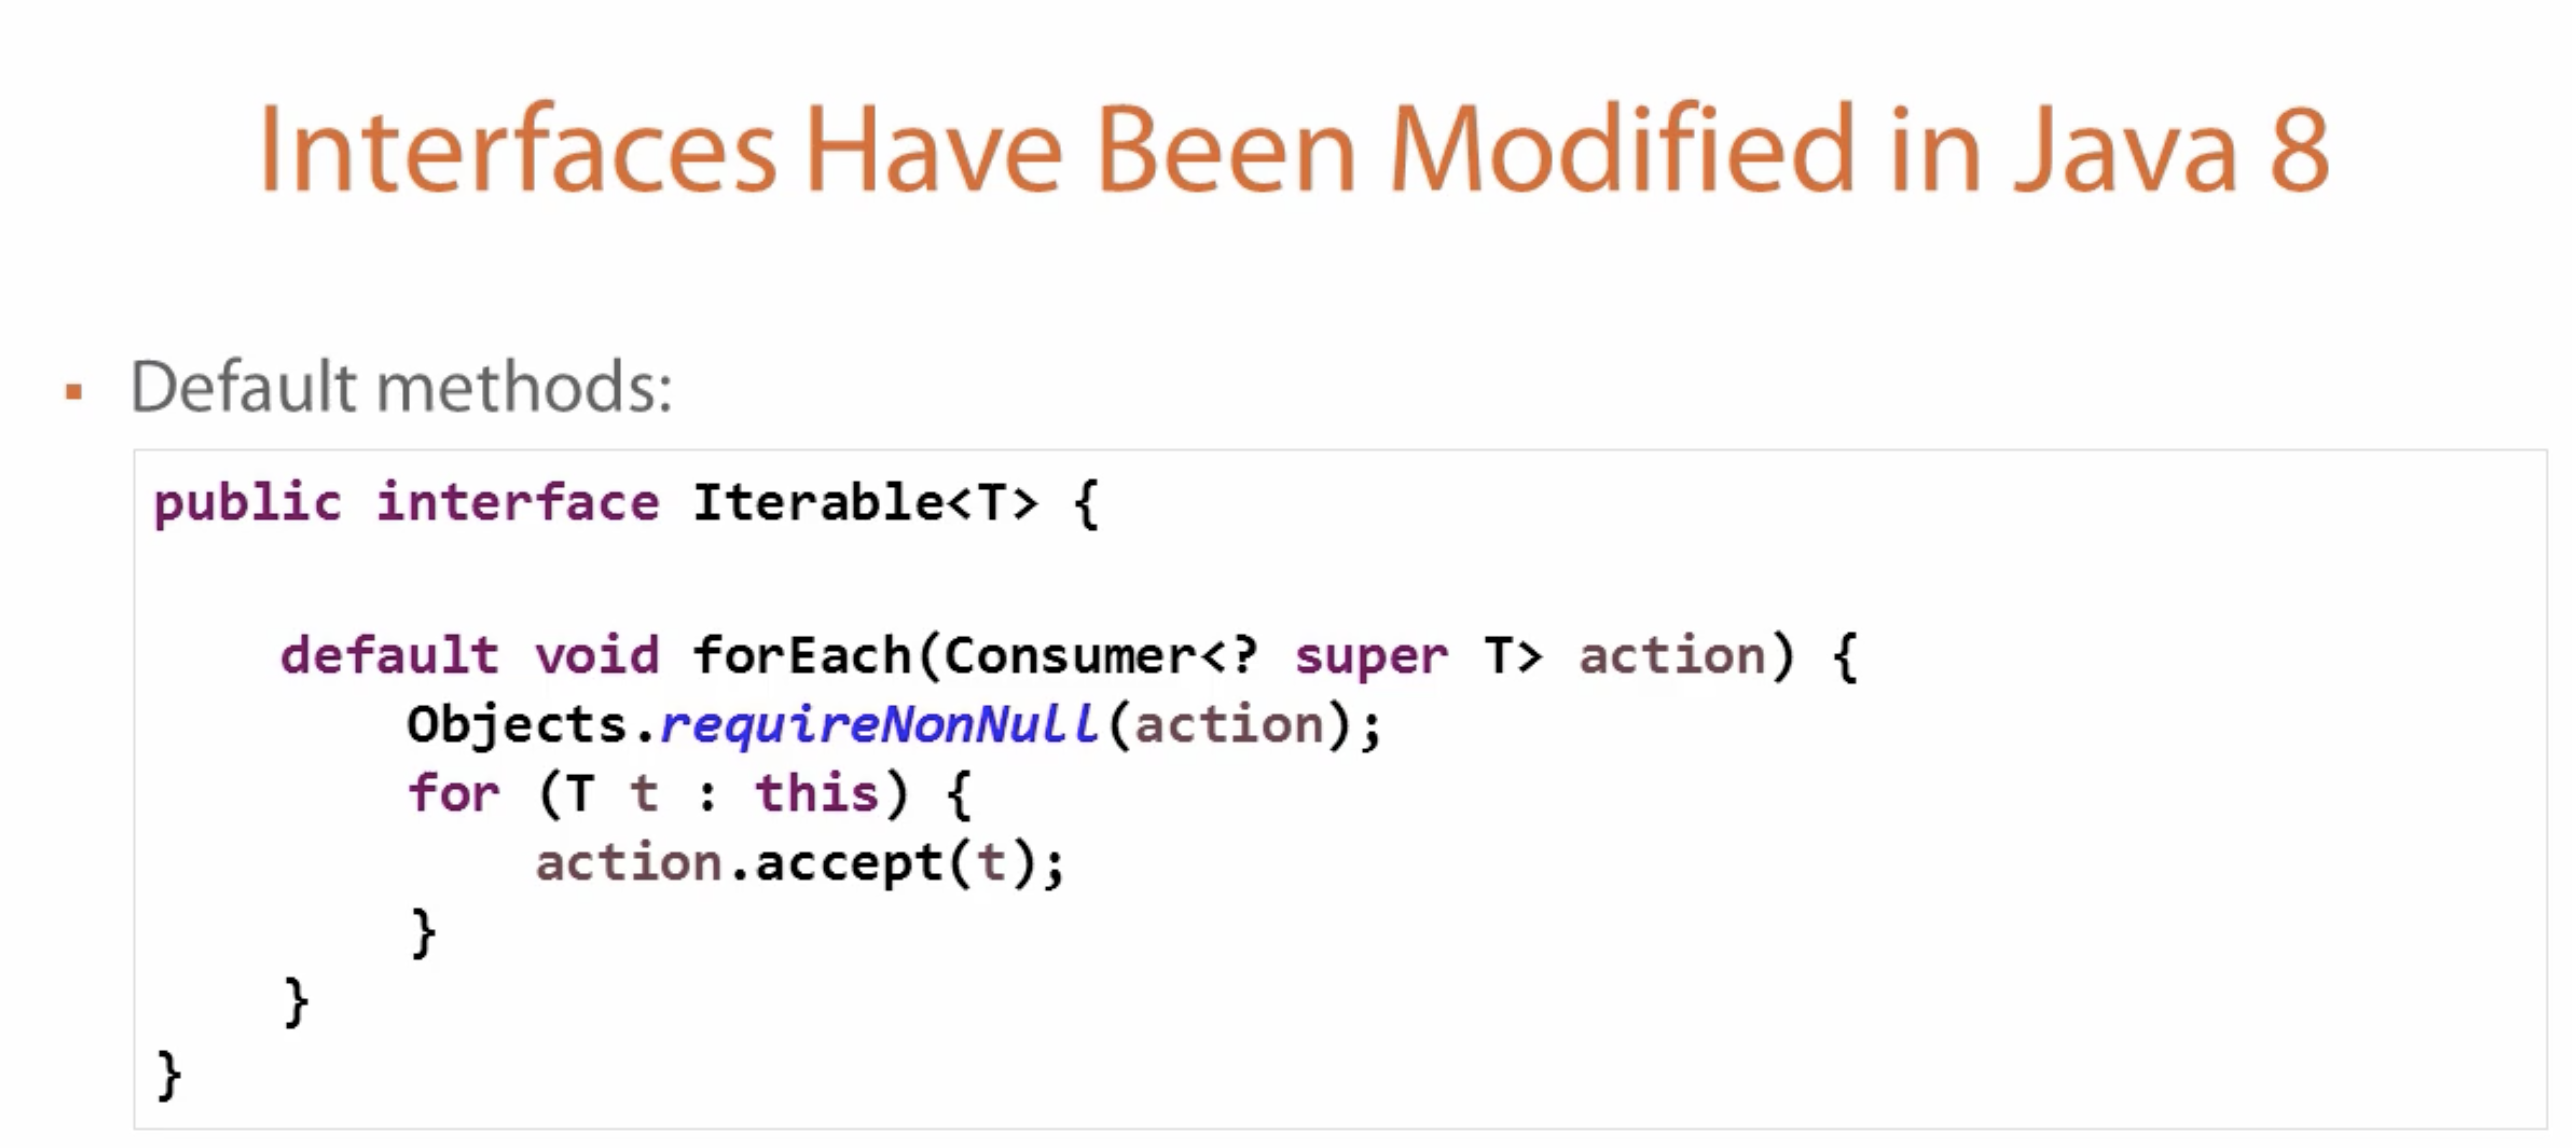 Interfaces Have Been Modified in Java 8
▪ Default methods:
public interface Iterable<T> {
default void forEach(Consumer<? super T> action) {
Objects.requireNonNull(action);
for (T t : this) {
action.accept(t);
}
}
}